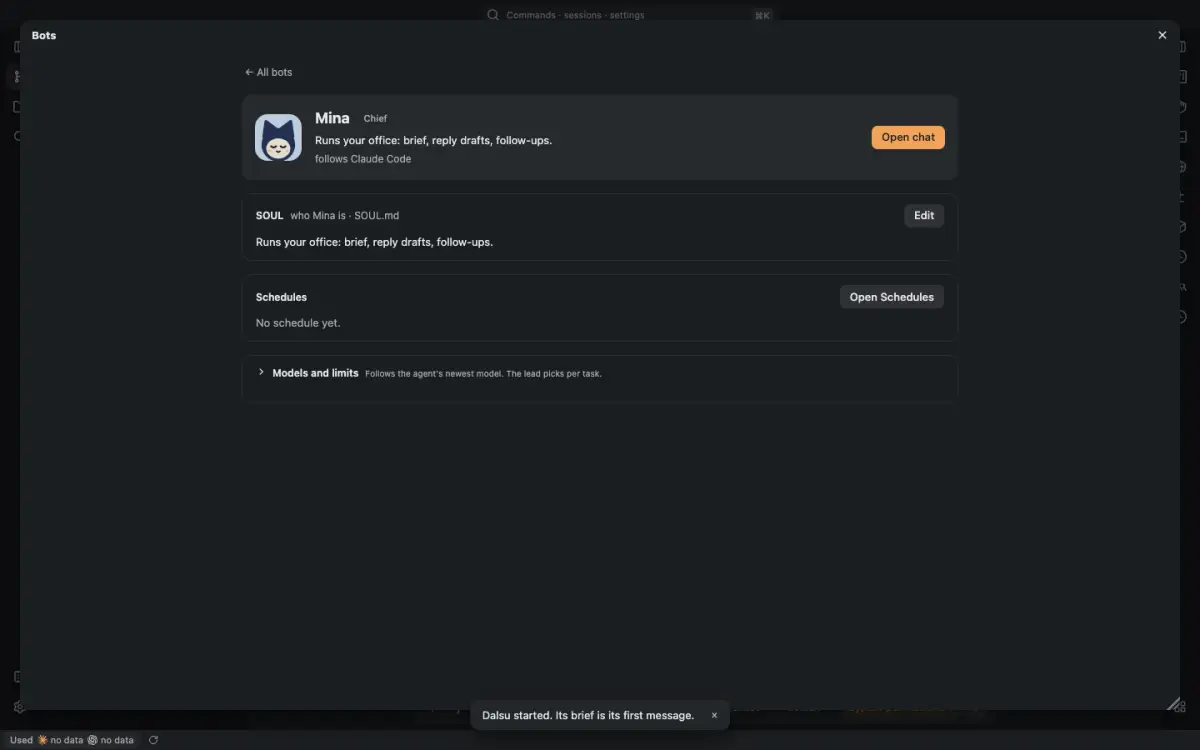 Commands · sessions · settings ⌘K
Bots
← All bots
Mina Chief
Runs your office: brief, reply drafts, follow-ups.
follows Claude Code
Open chat
SOUL who Mina is · SOUL.md
Edit
Runs your office: brief, reply drafts, follow-ups.
Schedules
Open Schedules
No schedule yet.
Models and limits Follows the agent's newest model. The lead picks per task.
Dalsu started. Its brief is its first message. ×
Used no data no data